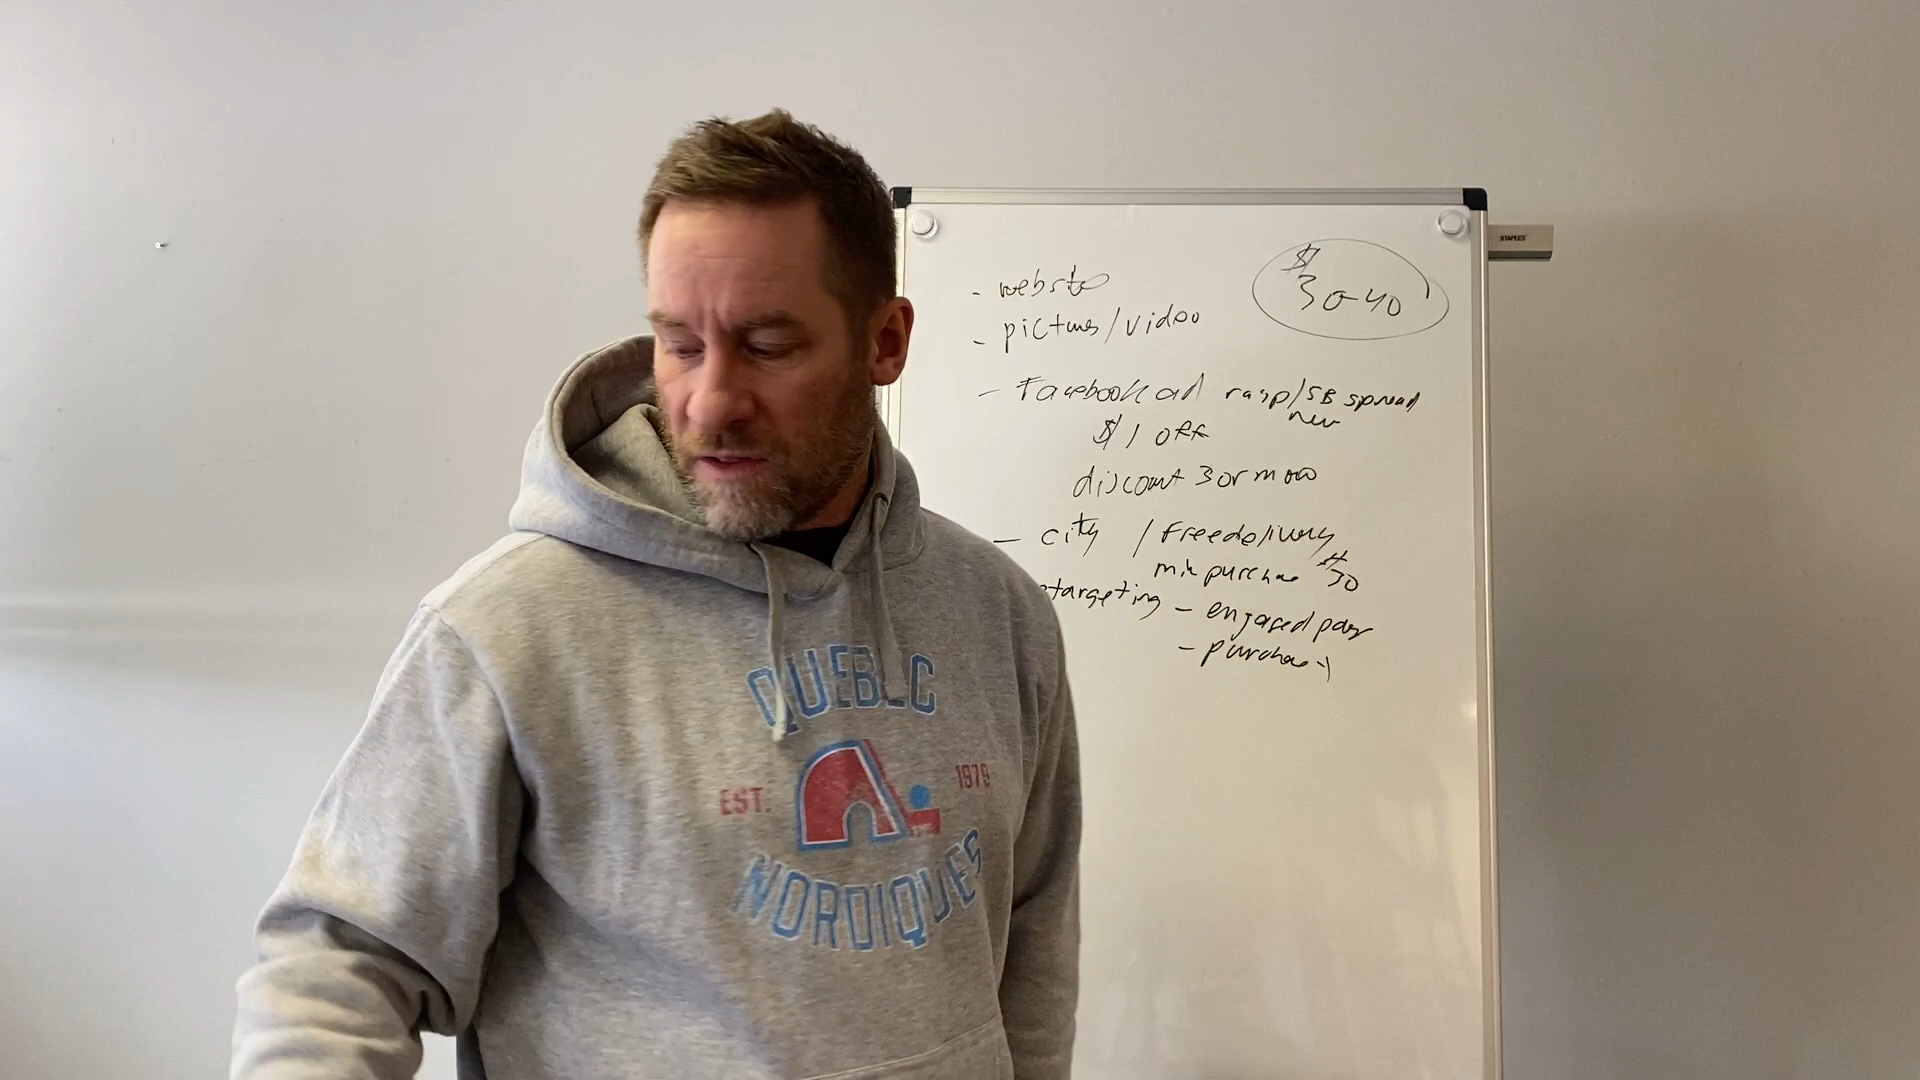 STAPLES
$ 30-40
- website
- pictures/video
- Facebook ad rasp/SB spread
new
$1 off
discount 3 or more
- city / Free delivery
min purchase $30
targeting - engaged page
- purchase
QUEBEC
EST. 1979
NORDIQUES